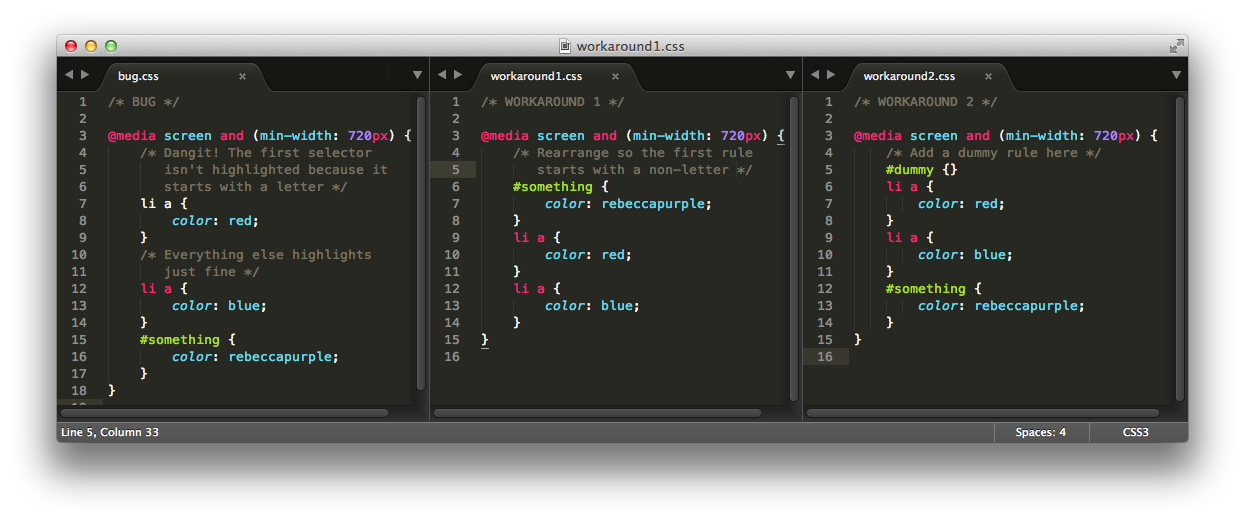 workaround1.css
bug.css
1 /* BUG */
2
3 @media screen and (min-width: 720px) {
4 /* Dangit! The first selector
5 isn't highlighted because it
6 starts with a letter */
7 li a {
8 color: red;
9 }
10 /* Everything else highlights
11 just fine */
12 li a {
13 color: blue;
14 }
15 #something {
16 color: rebeccapurple;
17 }
18 }
workaround1.css
1 /* WORKAROUND 1 */
2
3 @media screen and (min-width: 720px) {
4 /* Rearrange so the first rule
5 starts with a non-letter */
6 #something {
7 color: rebeccapurple;
8 }
9 li a {
10 color: red;
11 }
12 li a {
13 color: blue;
14 }
15 }
16
workaround2.css
1 /* WORKAROUND 2 */
2
3 @media screen and (min-width: 720px) {
4 /* Add a dummy rule here */
5 #dummy {}
6 li a {
7 color: red;
8 }
9 li a {
10 color: blue;
11 }
12 #something {
13 color: rebeccapurple;
14 }
15 }
16
Line 5, Column 33
Spaces: 4
CSS3